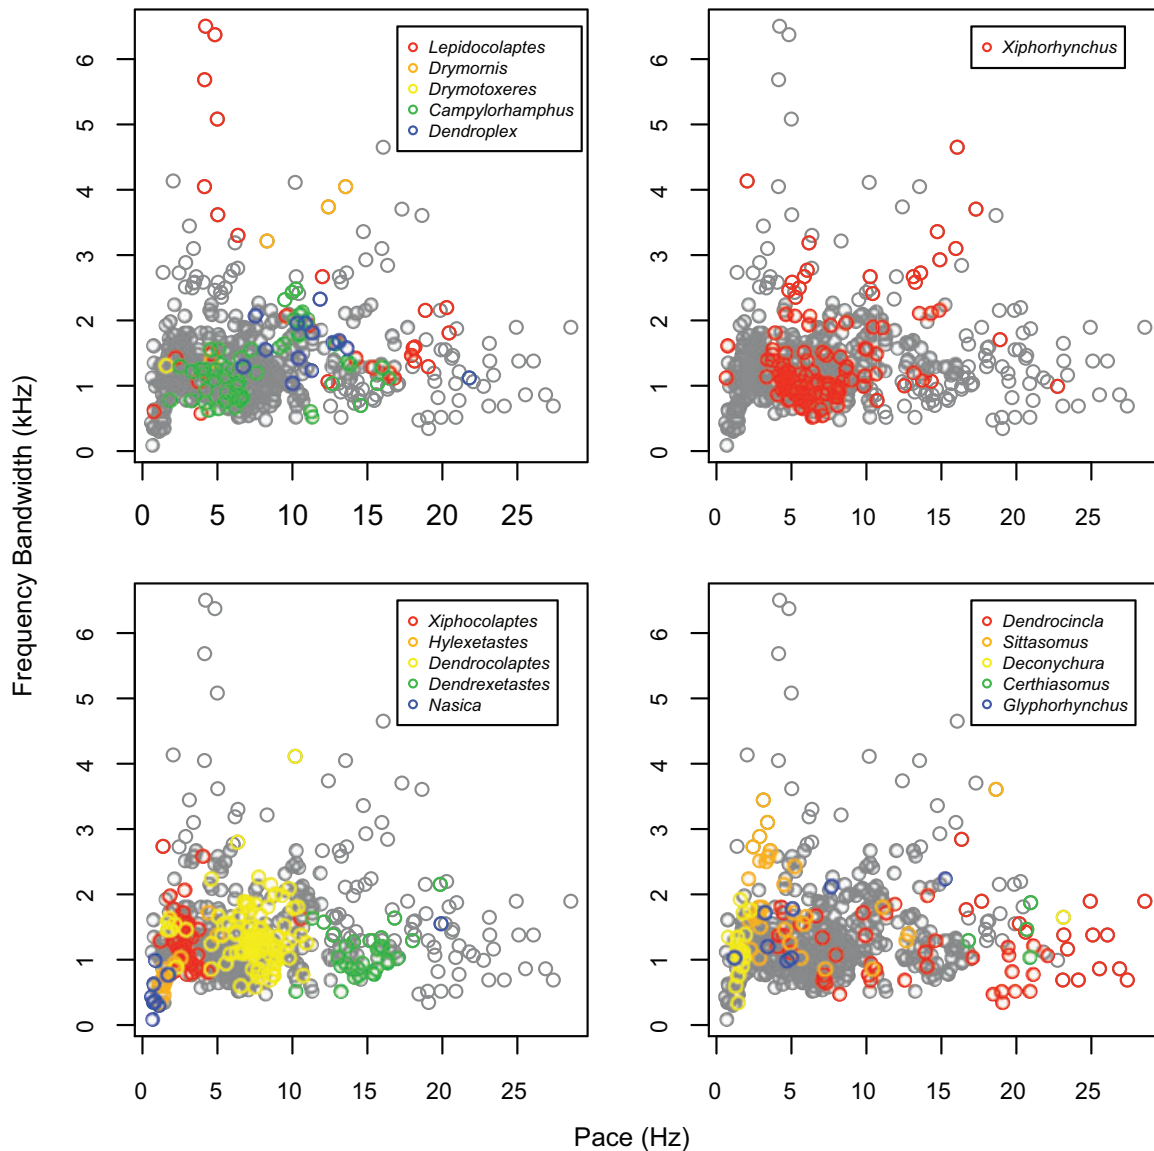 Lepidocolaptes
Drymornis
Drymotoxeres
Campylorhamphus
Dendroplex
0 1 2 3 4 5 6
0 5 10 15 20 25
Xiphorhynchus
0 1 2 3 4 5 6
0 5 10 15 20 25
Xiphocolaptes
Hylexetastes
Dendrocolaptes
Dendrexetastes
Nasica
0 1 2 3 4 5 6
0 5 10 15 20 25
Dendrocincla
Sittasomus
Deconychura
Certhiasomus
Glyphorhynchus
0 1 2 3 4 5 6
0 5 10 15 20 25
Frequency Bandwidth (kHz)
Pace (Hz)